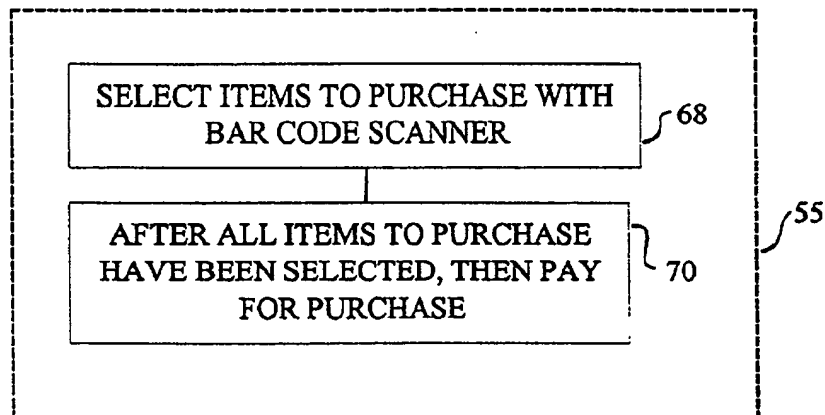 SELECT ITEMS TO PURCHASE WITH
BAR CODE SCANNER
68
AFTER ALL ITEMS TO PURCHASE
HAVE BEEN SELECTED, THEN PAY
FOR PURCHASE
70
55